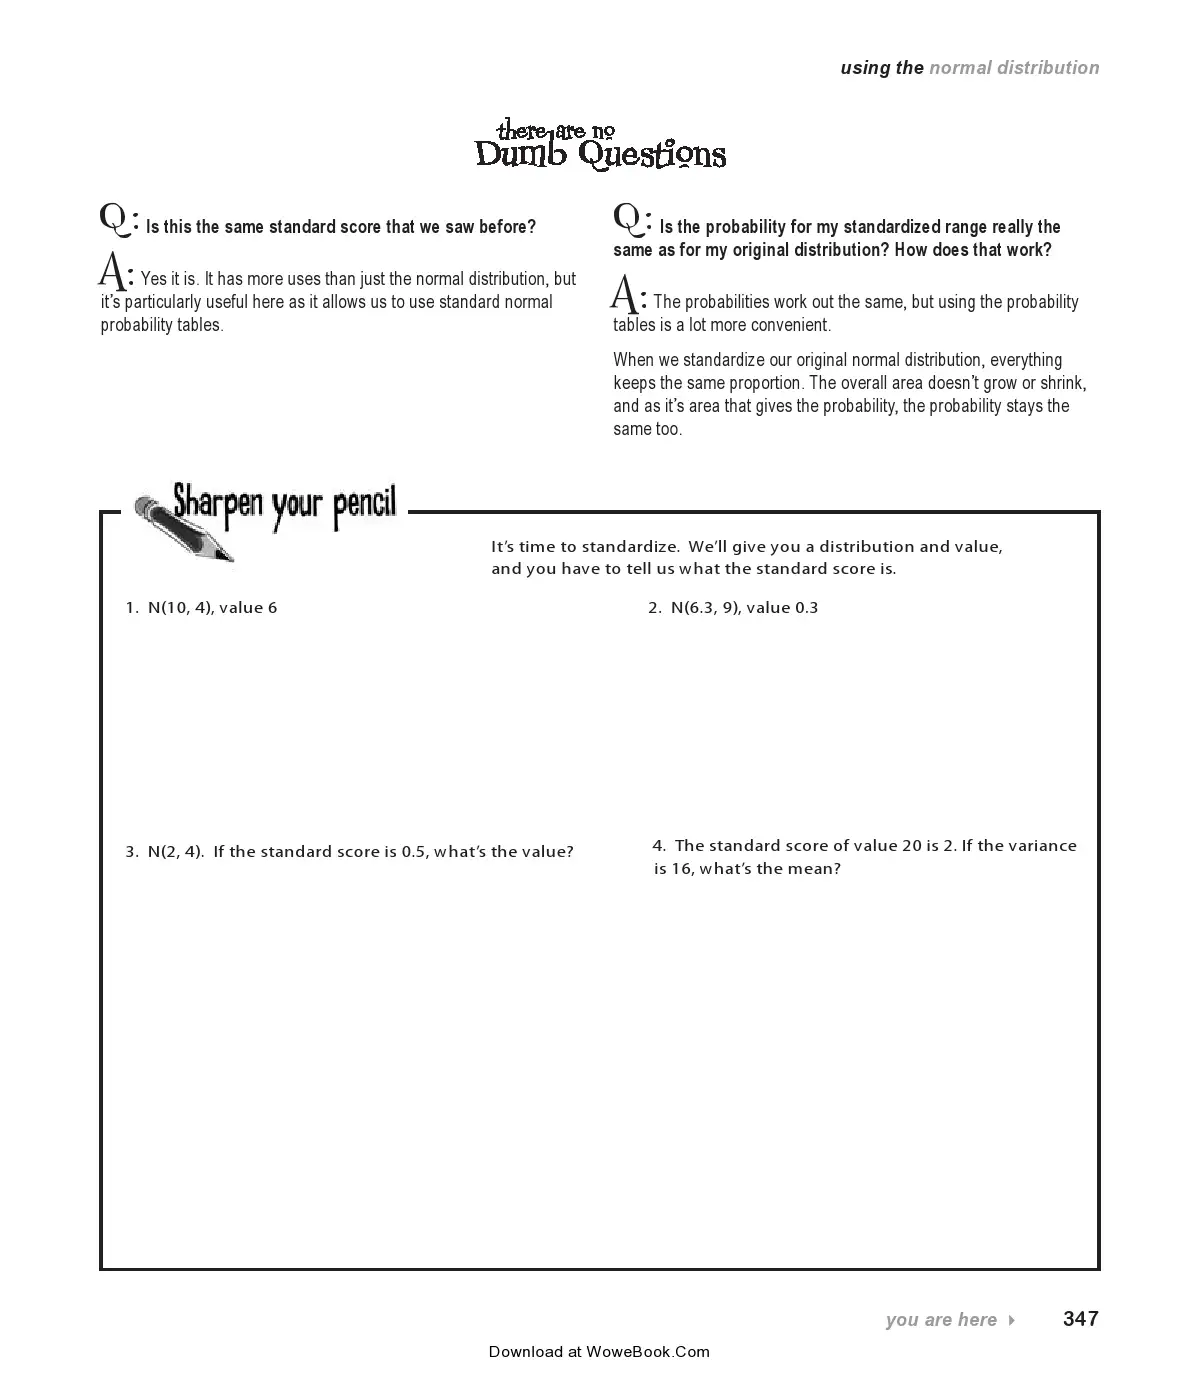 using the normal distribution
there are no
Dumb Questions
Q: Is this the same standard score that we saw before?
A: Yes it is. It has more uses than just the normal distribution, but
it’s particularly useful here as it allows us to use standard normal
probability tables.
Q: Is the probability for my standardized range really the
same as for my original distribution? How does that work?
A: The probabilities work out the same, but using the probability
tables is a lot more convenient.
When we standardize our original normal distribution, everything
keeps the same proportion. The overall area doesn’t grow or shrink,
and as it’s area that gives the probability, the probability stays the
same too.
Sharpen your pencil
It’s time to standardize. We’ll give you a distribution and value,
and you have to tell us what the standard score is.
1. N(10, 4), value 6
2. N(6.3, 9), value 0.3
3. N(2, 4). If the standard score is 0.5, what’s the value?
4. The standard score of value 20 is 2. If the variance
is 16, what’s the mean?
you are here ▸ 347
Download at WoweBook.Com